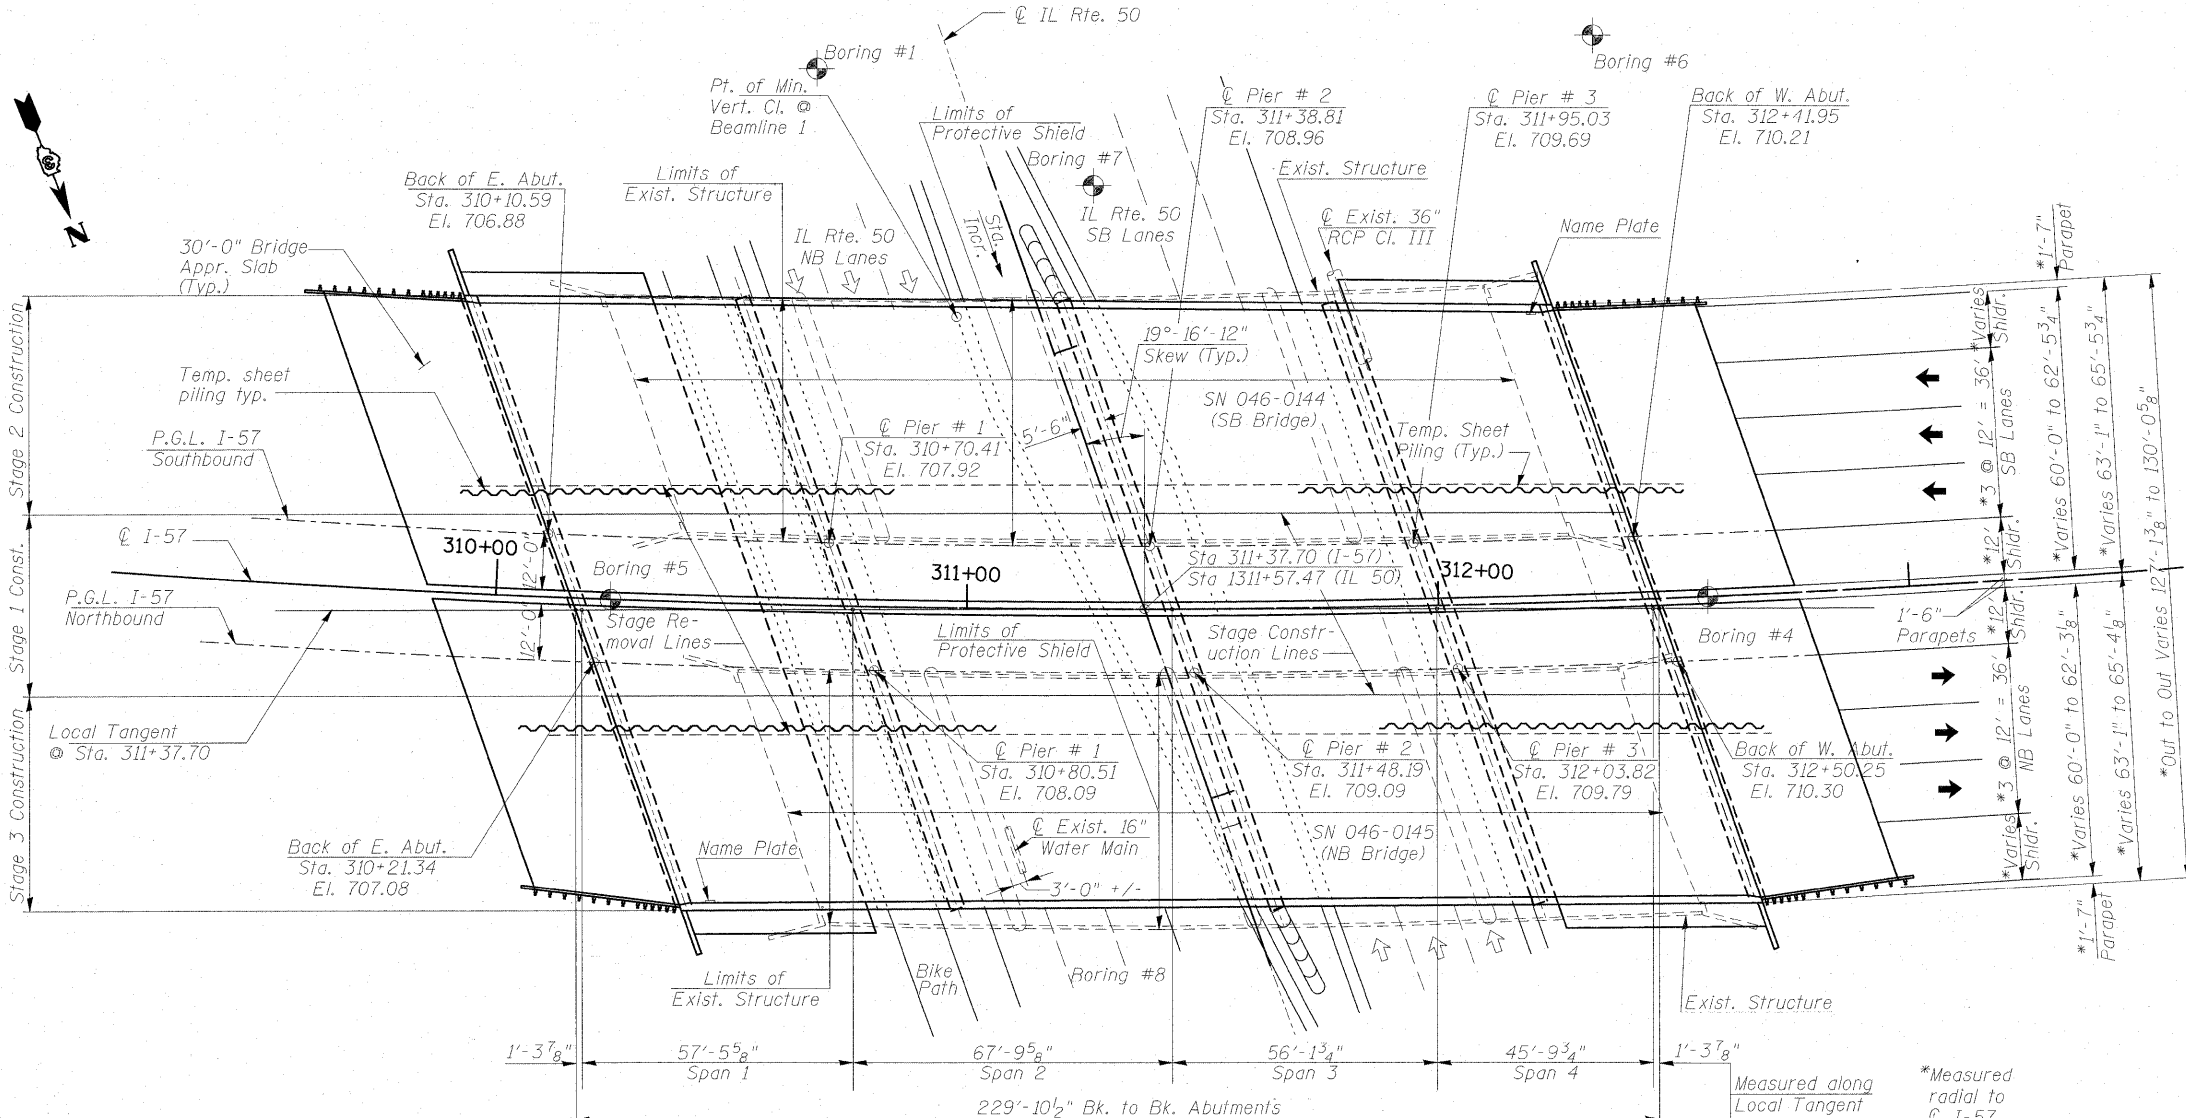 ℄ IL Rte. 50
Boring #1
Boring #6
Pt. of Min.
Vert. Cl. @
Beamline 1
Limits of
Protective Shield
℄ Pier # 2
Sta. 311+38.81
El. 708.96
℄ Pier # 3
Sta. 311+95.03
El. 709.69
Back of W. Abut.
Sta. 312+41.95
El. 710.21
N
Boring #7
Back of E. Abut.
Sta. 310+10.59
El. 706.88
Limits of
Exist. Structure
Exist. Structure
IL Rte. 50
SB Lanes
℄ Exist. 36"
RCP Cl. III
Name Plate
*1'-7"
Parapet
30'-0" Bridge
Appr. Slab
(Typ.)
IL Rte. 50
NB Lanes
Sta.
Incr.
19°-16'-12"
Skew (Typ.)
Temp. sheet
piling typ.
SN 046-0144
(SB Bridge)
Temp. Sheet
Piling (Typ.)
P.G.L. I-57
Southbound
℄ Pier # 1
Sta. 310+70.41
El. 707.92
5'-6"
Stage 2 Construction
Stage 1 Const.
Stage 3 Construction
*Varies
Shldr.
*3 @ 12' = 36'
SB Lanes
*12'
Shldr.
*Varies 60'-0" to 62'-5¾"
*Varies 63'-1" to 65'-5¾"
*Out to Out Varies 127'-1⅜" to 130'-0⅝"
℄ I-57
310+00
12'-0"
Boring #5
311+00
Sta 311+37.70 (I-57)
Sta 1311+57.47 (IL 50)
312+00
P.G.L. I-57
Northbound
12'-0"
Stage Re-
moval Lines
Limits of
Protective Shield
Stage Constr-
uction Lines
Boring #4
1'-6"
Parapets
*12'
Shldr.
*3 @ 12' = 36'
NB Lanes
*Varies
Shldr.
*Varies 60'-0" to 62'-3⅛"
*Varies 63'-1" to 65'-4⅛"
Local Tangent
@ Sta. 311+37.70
℄ Pier # 1
Sta. 310+80.51
El. 708.09
℄ Pier # 2
Sta. 311+48.19
El. 709.09
℄ Pier # 3
Sta. 312+03.82
El. 709.79
Back of W. Abut.
Sta. 312+50.25
El. 710.30
Back of E. Abut.
Sta. 310+21.34
El. 707.08
Name Plate
℄ Exist. 16"
Water Main
3'-0" +/-
SN 046-0145
(NB Bridge)
*1'-7"
Parapet
Limits of
Exist. Structure
Bike
Path
Boring #8
Exist. Structure
1'-3⅞"
57'-5⅝"
Span 1
67'-9⅝"
Span 2
56'-1¾"
Span 3
45'-9¾"
Span 4
1'-3⅞"
Measured along
Local Tangent
*Measured
radial to
℄ I-57
229'-10½" Bk. to Bk. Abutments